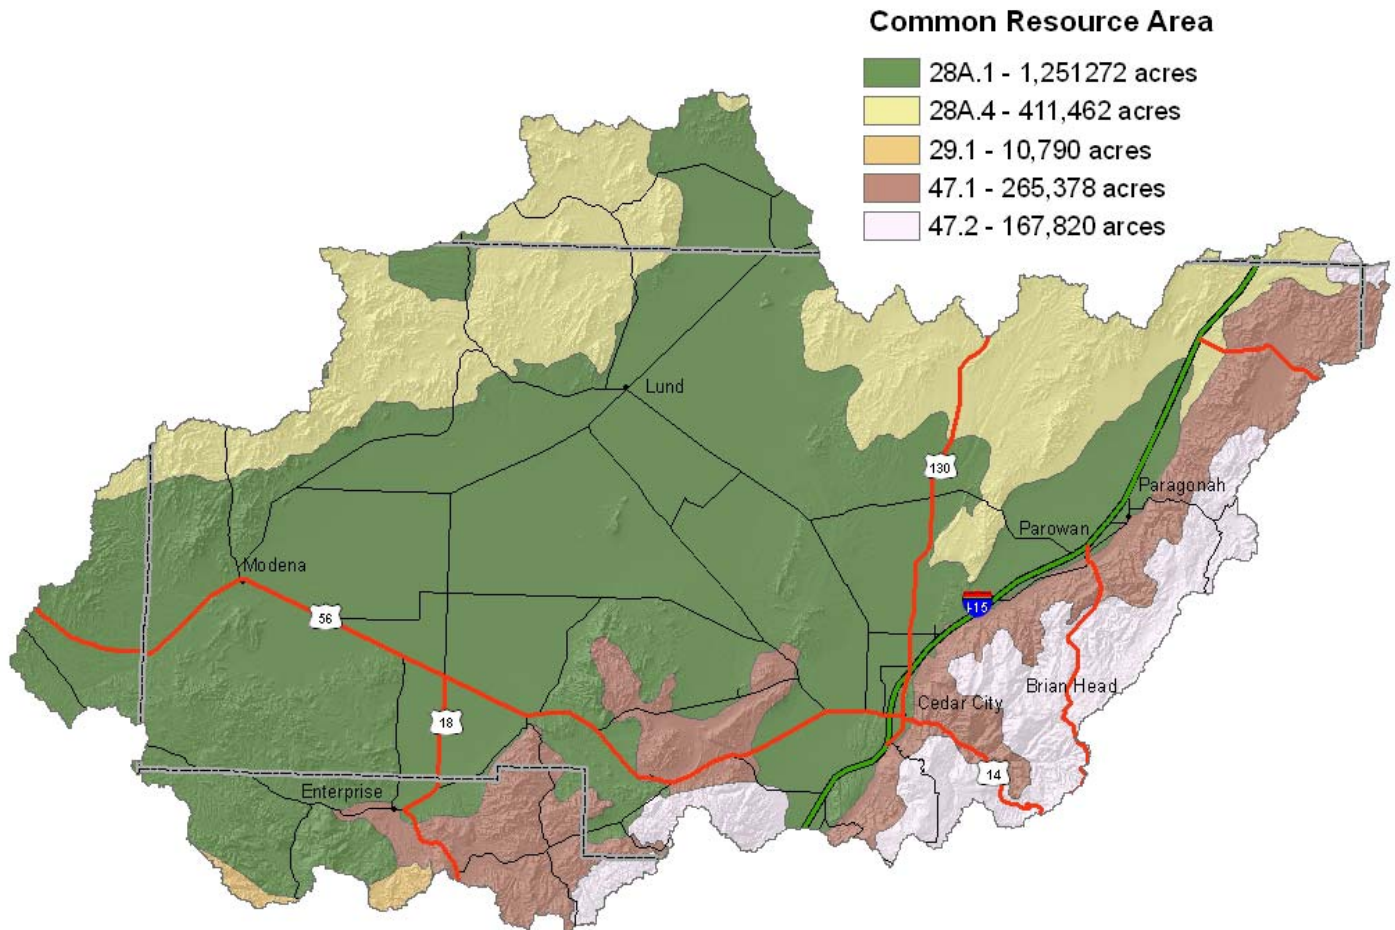 Common Resource Area
28A.1 - 1,251272 acres
28A.4 - 411,462 acres
29.1 - 10,790 acres
47.1 - 265,378 acres
47.2 - 167,820 arces
Lund
130
Paragonah
Parowan
Modena
I-15
56
Brian Head
Cedar City
18
14
Enterprise